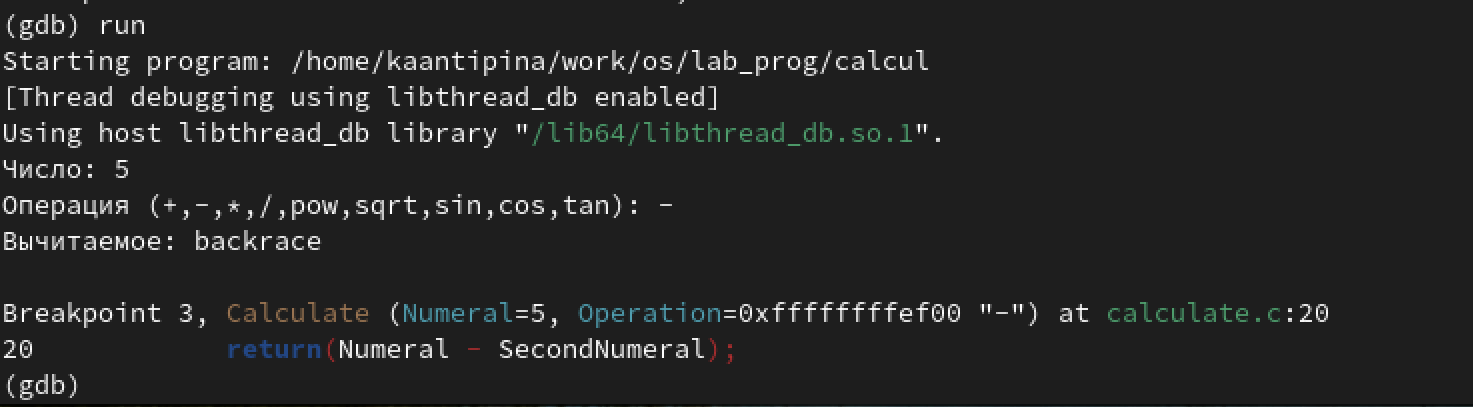 (gdb) run
Starting program: /home/kaantipina/work/os/lab_prog/calcul
[Thread debugging using libthread_db enabled]
Using host libthread_db library "/lib64/libthread_db.so.1".
Число: 5
Операция (+,-,*,/,pow,sqrt,sin,cos,tan): -
Вычитаемое: backrace
Breakpoint 3, Calculate (Numeral=5, Operation=0xffffffffef00 "-") at calculate.c:20
20            return(Numeral - SecondNumeral);
(gdb)